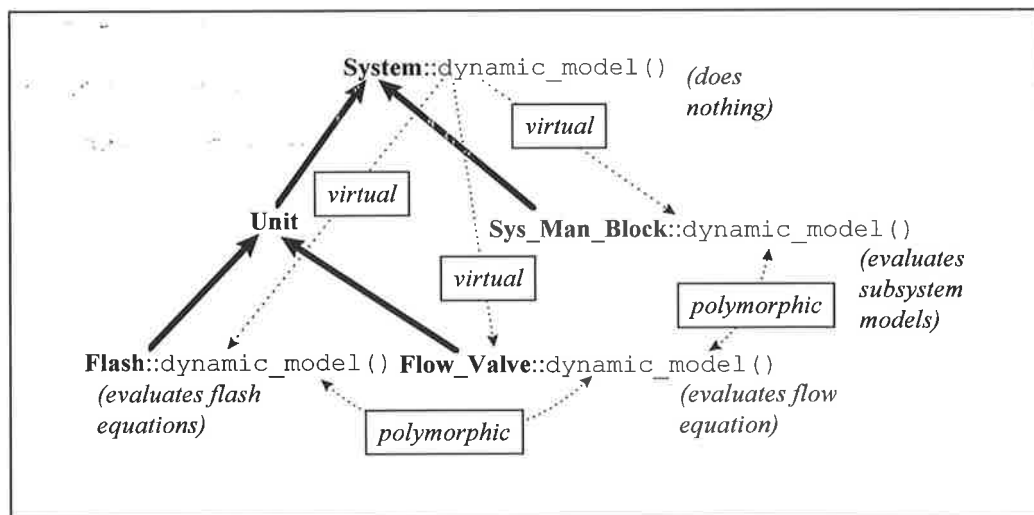 System::dynamic_model() (does
nothing)
virtual
virtual
Unit
Sys_Man_Block::dynamic_model()
virtual
(evaluates
subsystem
models)
polymorphic
Flash::dynamic_model() Flow_Valve::dynamic_model()
(evaluates flash
equations)
(evaluates flow
equation)
polymorphic